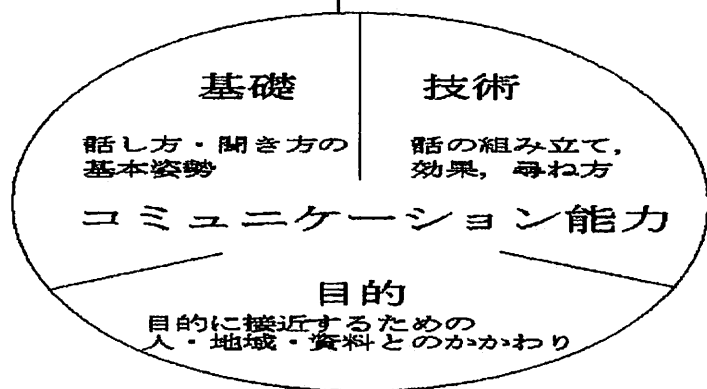 基礎
話し方・聞き方の
基本姿勢
技術
話の組み立て,
効果, 尋ね方
コミュニケーション能力
目的
目的に接近するための
人・地域・資料とのかかわり